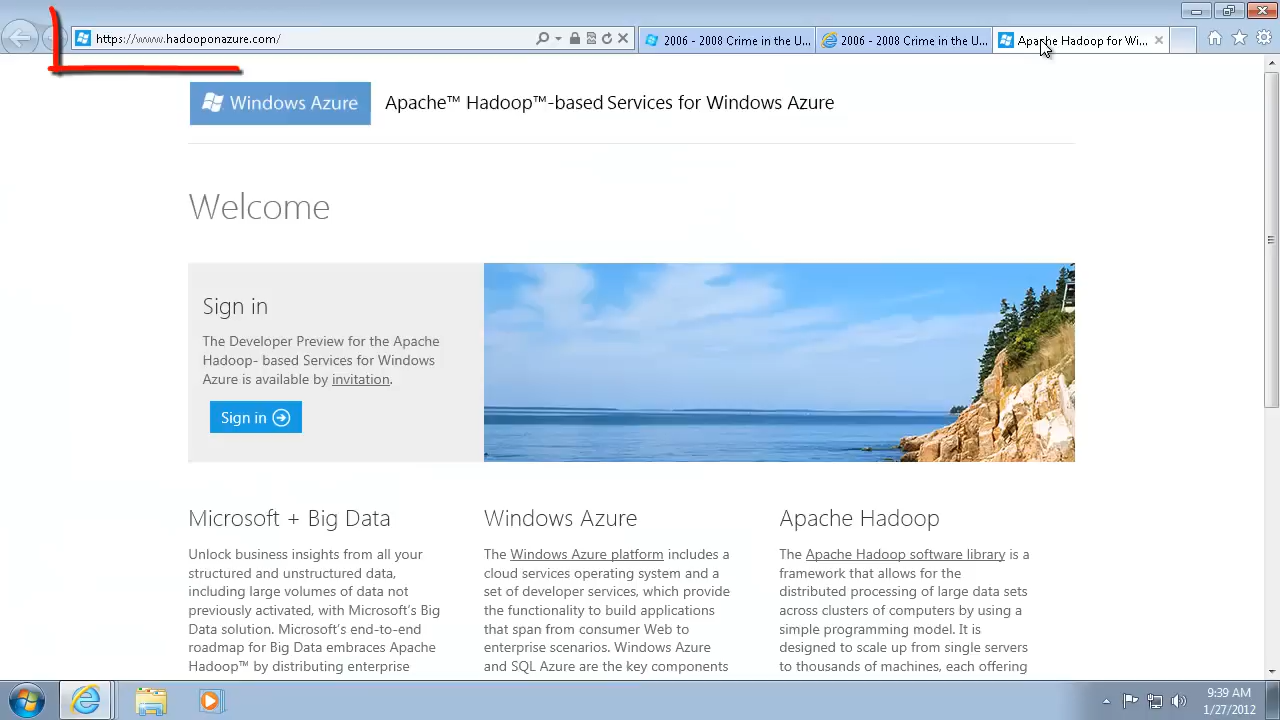 https://www.hadooponazure.com/
2006 - 2008 Crime in the U...
2006 - 2008 Crime in the U...
Apache Hadoop for Wi...
Windows Azure
Apache™ Hadoop™-based Services for Windows Azure
Welcome
Sign in
The Developer Preview for the Apache
Hadoop- based Services for Windows
Azure is available by invitation.
Sign in
Microsoft + Big Data
Unlock business insights from all your
structured and unstructured data,
including large volumes of data not
previously activated, with Microsoft's Big
Data solution. Microsoft's end-to-end
roadmap for Big Data embraces Apache
Hadoop™ by distributing enterprise
Windows Azure
The Windows Azure platform includes a
cloud services operating system and a
set of developer services, which provide
the functionality to build applications
that span from consumer Web to
enterprise scenarios. Windows Azure
and SQL Azure are the key components
Apache Hadoop
The Apache Hadoop software library is a
framework that allows for the
distributed processing of large data sets
across clusters of computers by using a
simple programming model. It is
designed to scale up from single servers
to thousands of machines, each offering
9:39 AM
1/27/2012